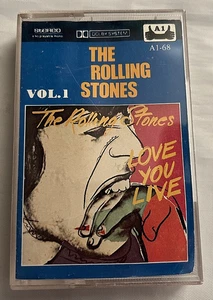 STEREO
DOLBY SYSTEM
A1
A1-68
THE
ROLLING
STONES
VOL.1
The Rolling Stones
LOVE
YOU
LIVE